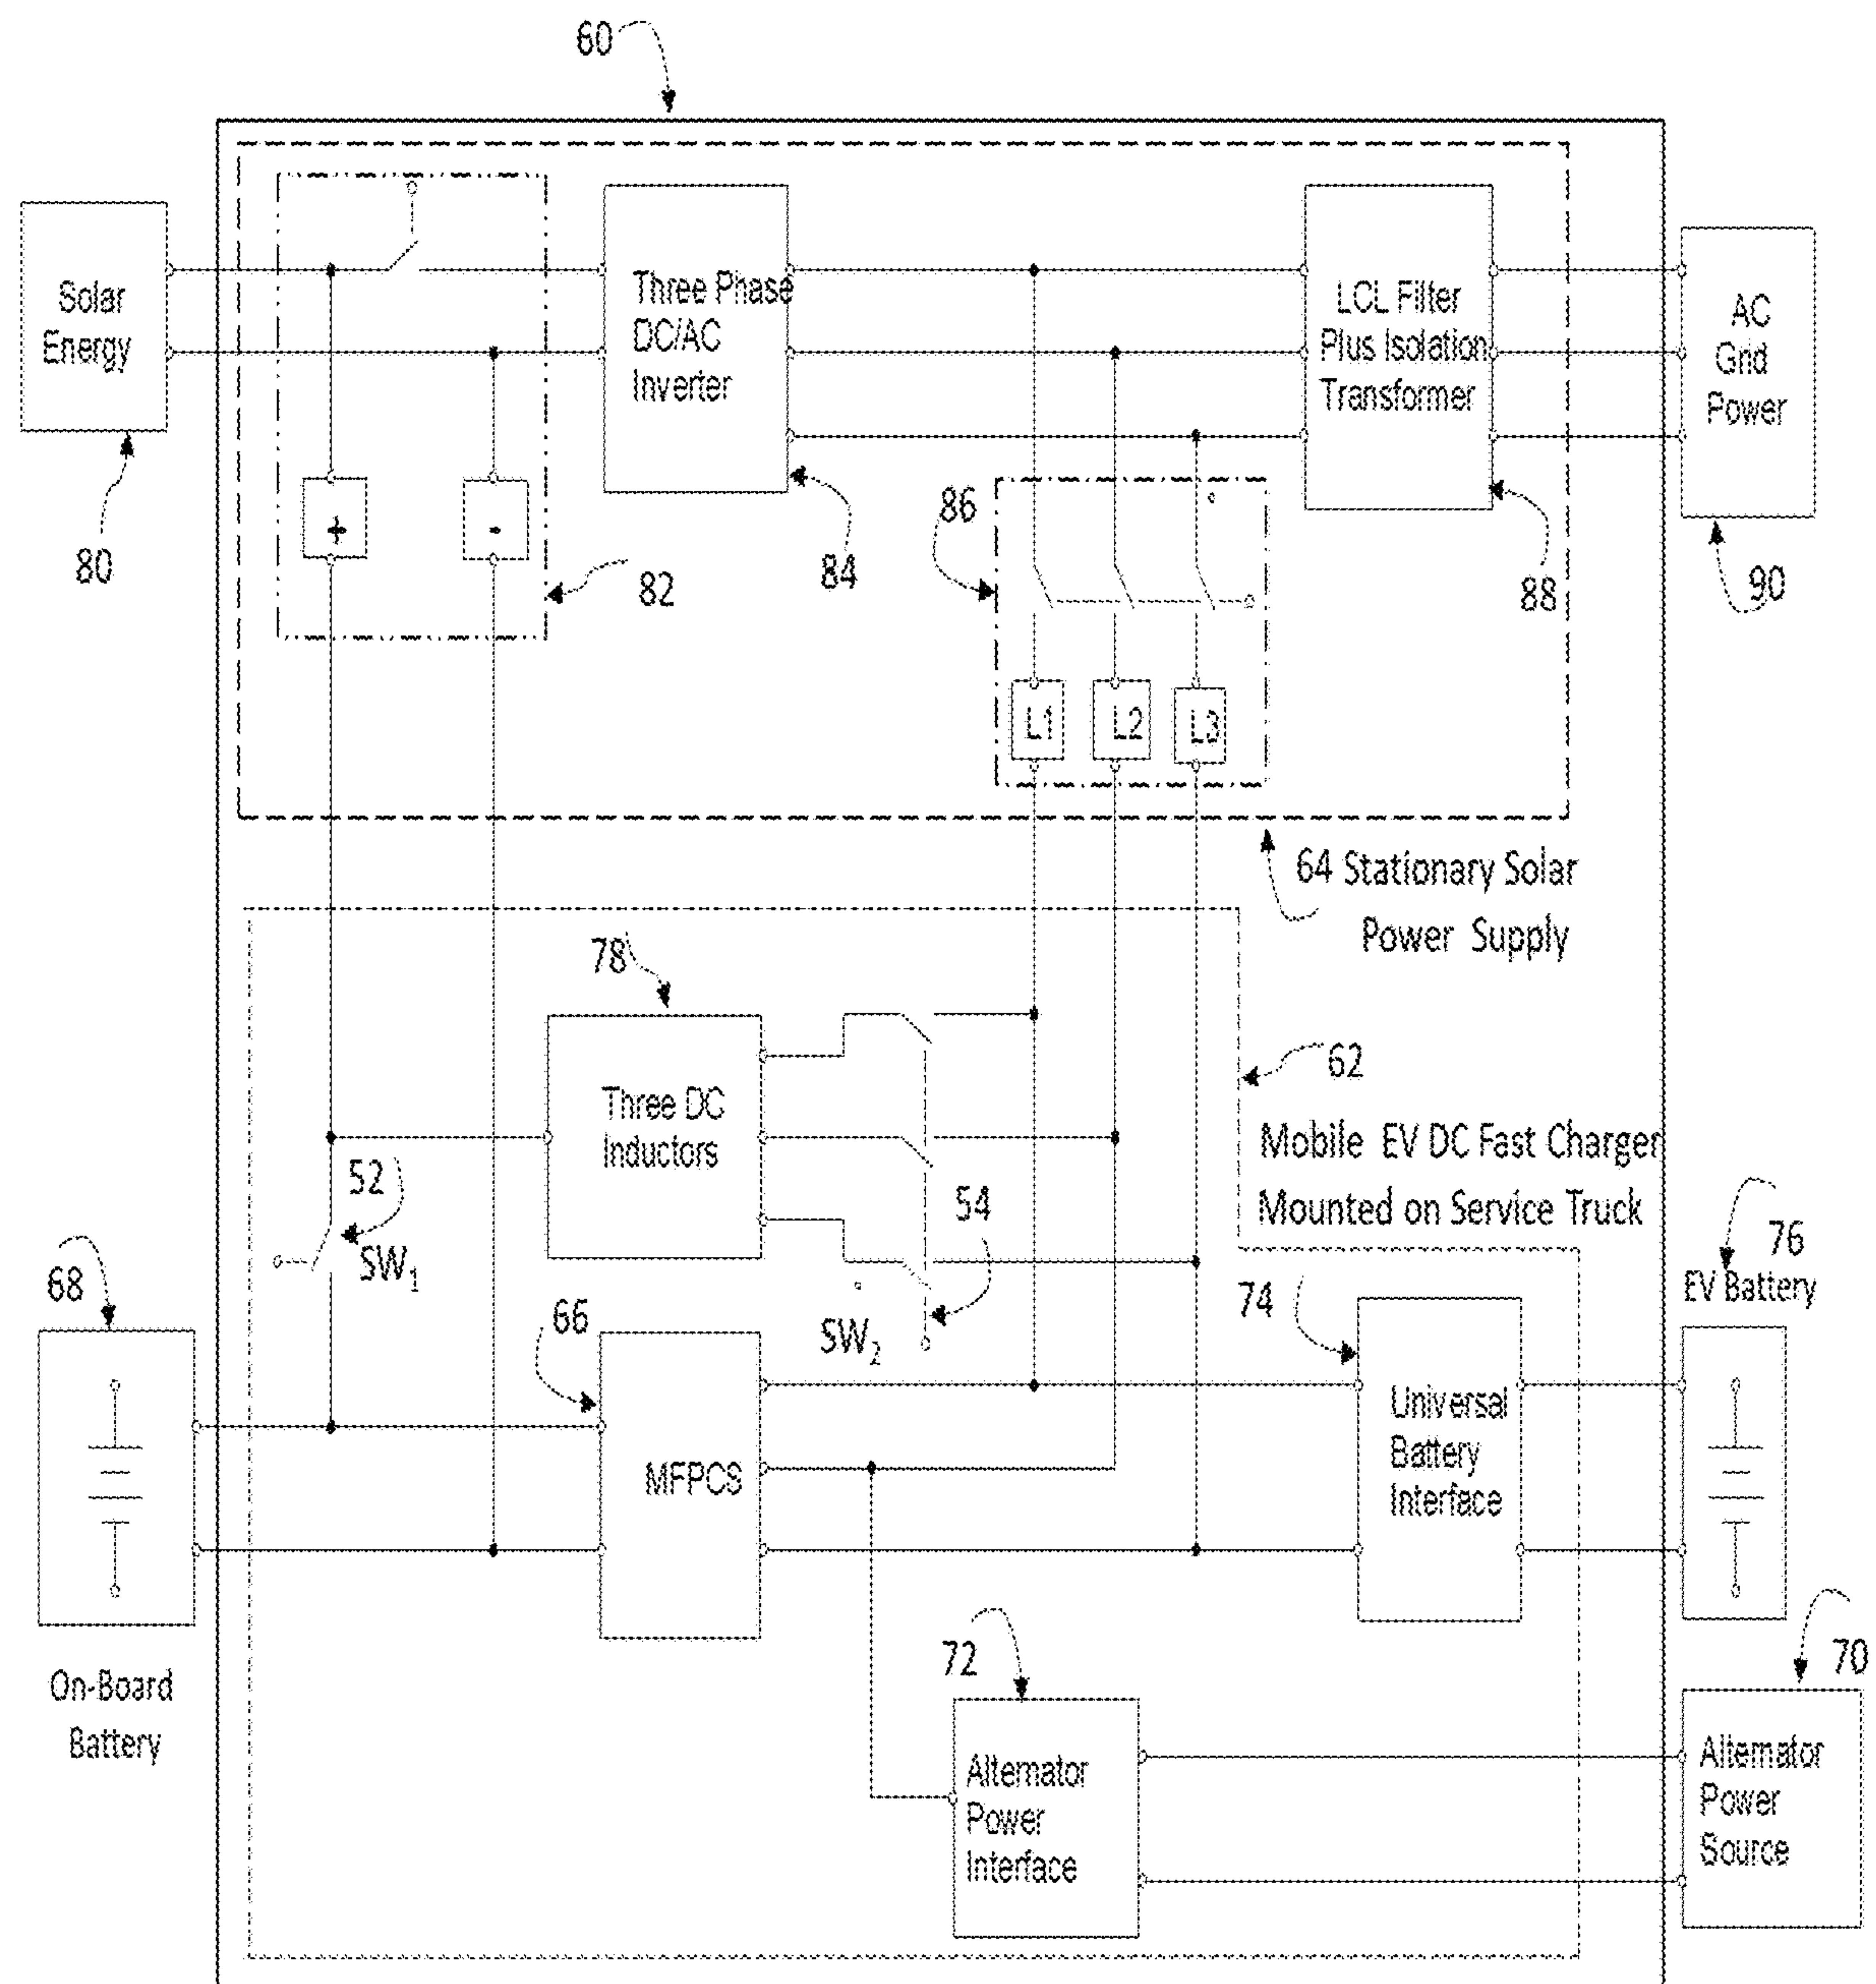 60
Solar
Energy
80
+
-
82
Three Phase
DC/AC
Inverter
84
86
L1
L2
L3
LCL Filter
Plus Isolation
Transformer
88
AC
Grid
Power
90
64 Stationary Solar
Power Supply
78
Three DC
Inductors
62
Mobile EV DC Fast Charger
Mounted on Service Truck
52
SW1
54
SW2
68
On-Board
Battery
66
MFPCS
74
Universal
Battery
Interface
76
EV Battery
72
Alternator
Power
Interface
70
Alternator
Power
Source